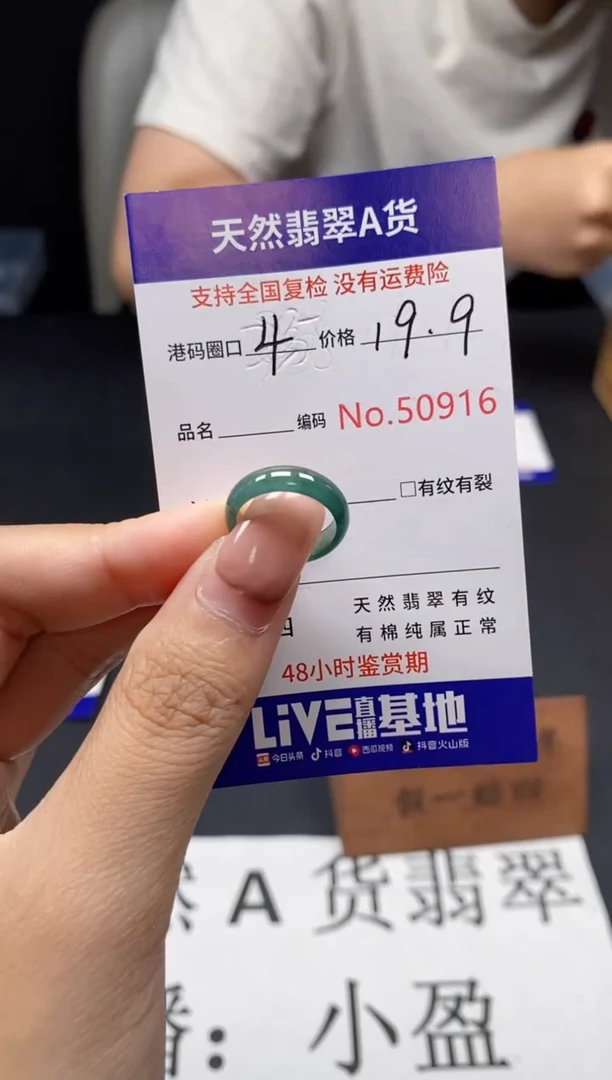 天然翡翠A货
支持全国复检 没有运费险
港码圈口 4 价格 19.9
品名 编码 No.50916
□有纹有裂
天然翡翠有纹
有棉纯属正常
48小时鉴赏期
LiVE直播基地
今日头条 抖音 西瓜视频 抖音火山版
A 货翡翠
播：小盈